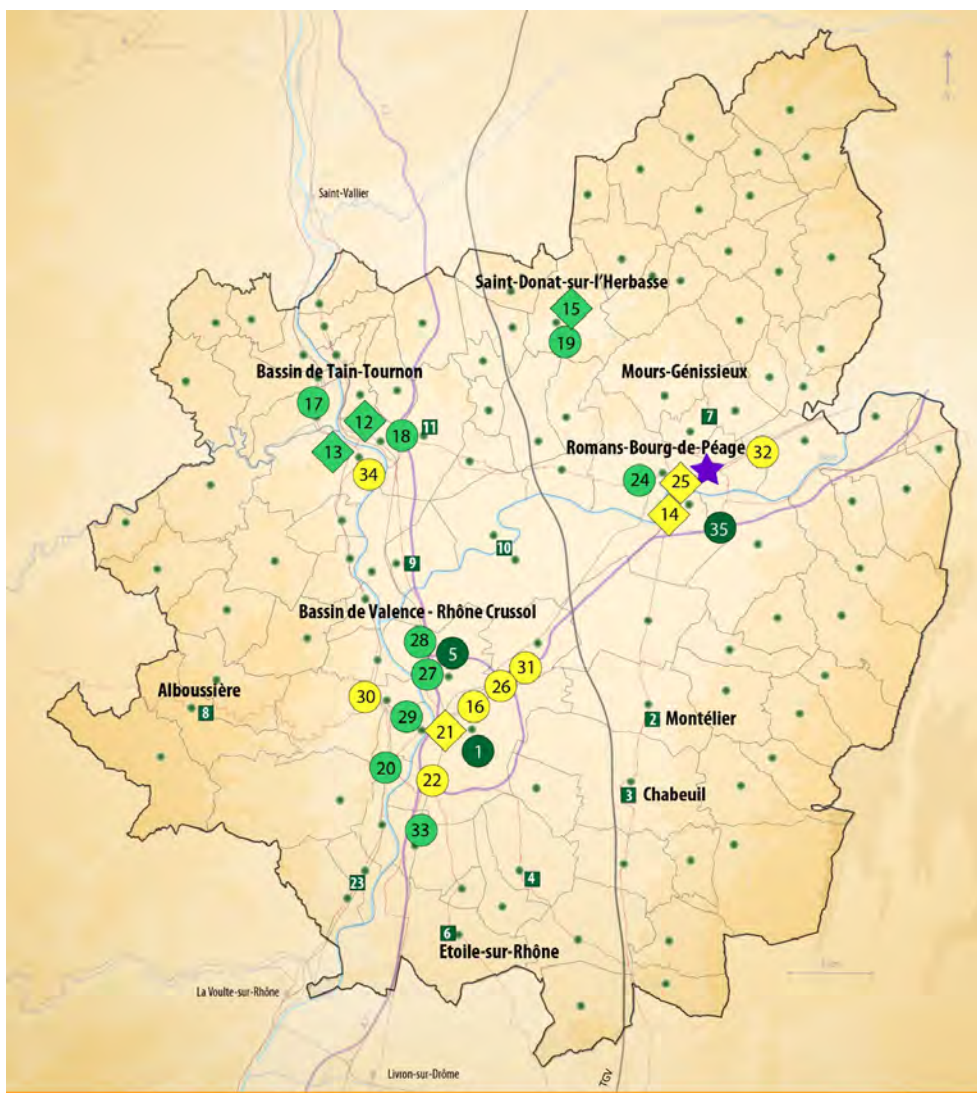 N
A7
Saint-Vallier
Saint-Donat-sur-l'Herbasse
15
19
Bassin de Tain-Tournon
Mours-Génissieux
17
12
18
11
7
13
34
Romans-Bourg-de-Péage
32
24
25
14
35
10
9
Bassin de Valence - Rhône Crussol
28
5
27
31
26
Alboussière
8
30
16
29
21
1
2 Montélier
20
22
3 Chabeuil
33
23
4
6
Etoile-sur-Rhône
La Voulte-sur-Rhône
Livron-sur-Drôme
TGV